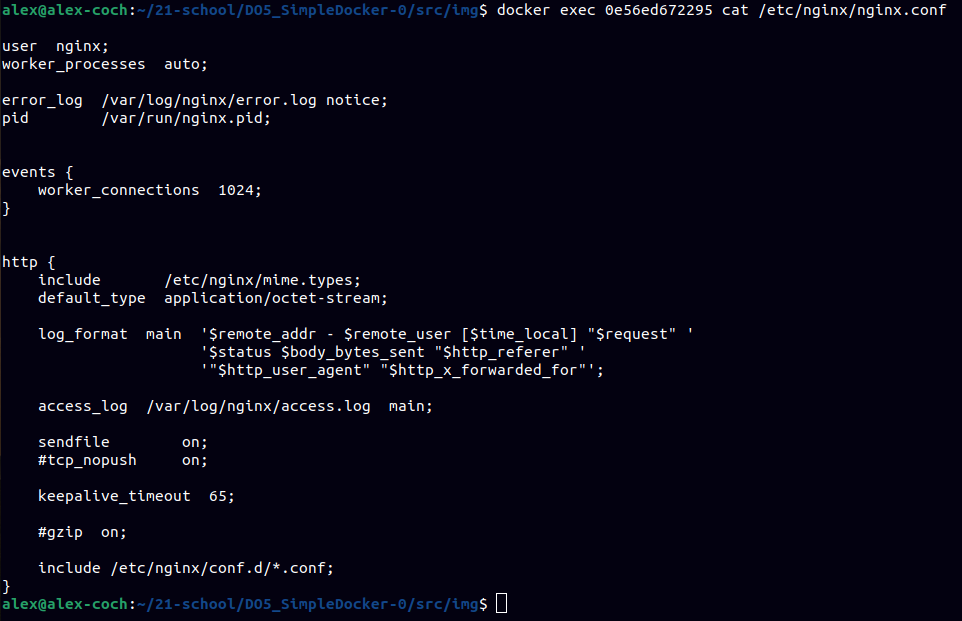 alex@alex-coch:~/21-school/DO5_SimpleDocker-0/src/img$ docker exec 0e56ed672295 cat /etc/nginx/nginx.conf
user  nginx;
worker_processes  auto;
error_log  /var/log/nginx/error.log notice;
pid        /var/run/nginx.pid;
events {
    worker_connections  1024;
}
http {
    include       /etc/nginx/mime.types;
    default_type  application/octet-stream;
    log_format  main  '$remote_addr - $remote_user [$time_local] "$request" '
                      '$status $body_bytes_sent "$http_referer" '
                      '"$http_user_agent" "$http_x_forwarded_for"';
    access_log  /var/log/nginx/access.log  main;
    sendfile        on;
    #tcp_nopush     on;
    keepalive_timeout  65;
    #gzip  on;
    include /etc/nginx/conf.d/*.conf;
}
alex@alex-coch:~/21-school/DO5_SimpleDocker-0/src/img$